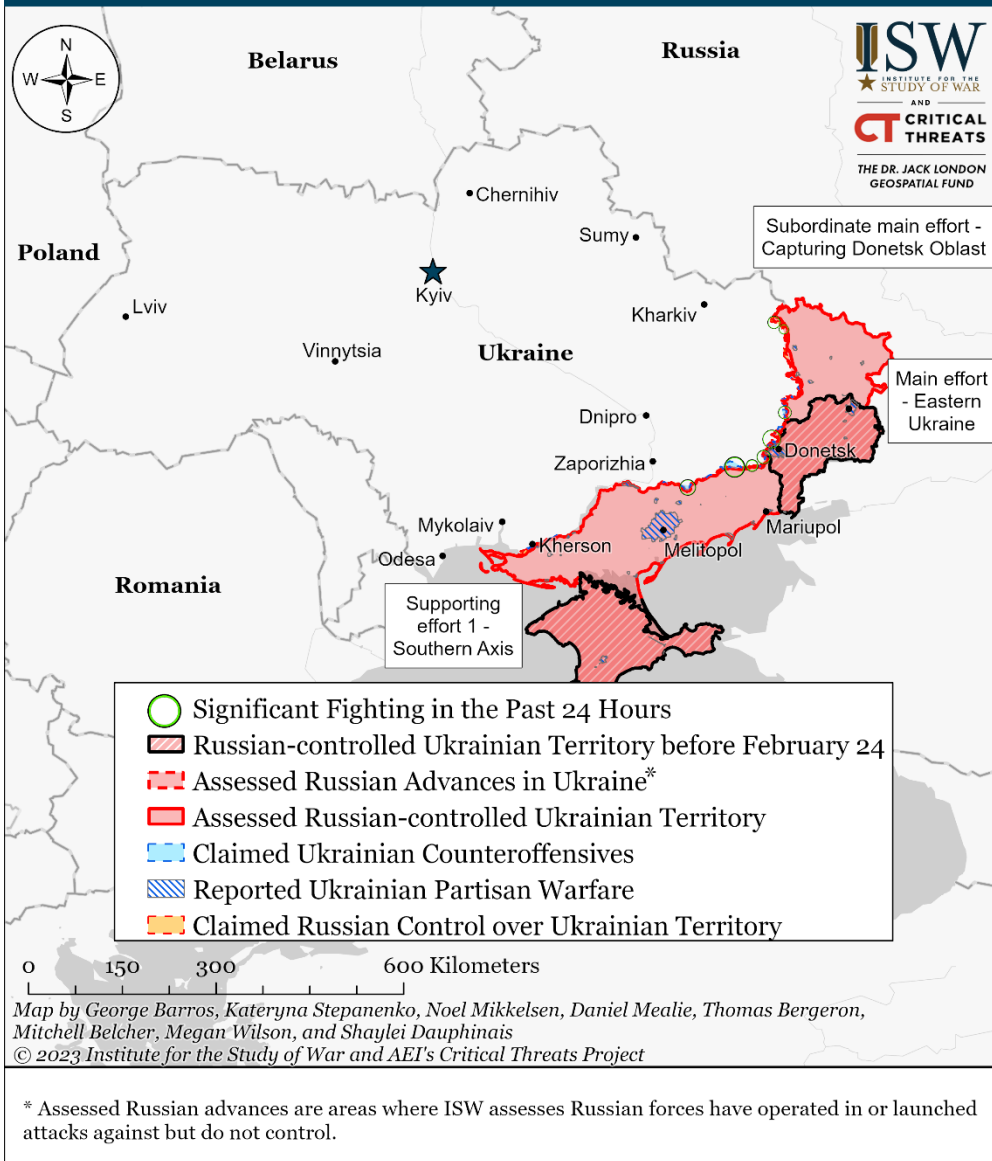 N
W
E
S
Belarus
Russia
ISW
INSTITUTE FOR THE
STUDY OF WAR
AND
CT CRITICAL
THREATS
THE DR. JACK LONDON
GEOSPATIAL FUND
Chernihiv
Subordinate main effort -
Capturing Donetsk Oblast
Sumy
Poland
Kyiv
Lviv
Kharkiv
Vinnytsia
Ukraine
Main effort
- Eastern
Ukraine
Dnipro
Donetsk
Zaporizhia
Mykolaiv
Mariupol
Kherson
Odesa
Melitopol
Romania
Supporting
effort 1 -
Southern Axis
Significant Fighting in the Past 24 Hours
Russian-controlled Ukrainian Territory before February 24
Assessed Russian Advances in Ukraine*
Assessed Russian-controlled Ukrainian Territory
Claimed Ukrainian Counteroffensives
Reported Ukrainian Partisan Warfare
Claimed Russian Control over Ukrainian Territory
0 150 300 600 Kilometers
Map by George Barros, Kateryna Stepanenko, Noel Mikkelsen, Daniel Mealie, Thomas Bergeron,
Mitchell Belcher, Megan Wilson, and Shaylei Dauphinais
© 2023 Institute for the Study of War and AEI's Critical Threats Project
* Assessed Russian advances are areas where ISW assesses Russian forces have operated in or launched
attacks against but do not control.